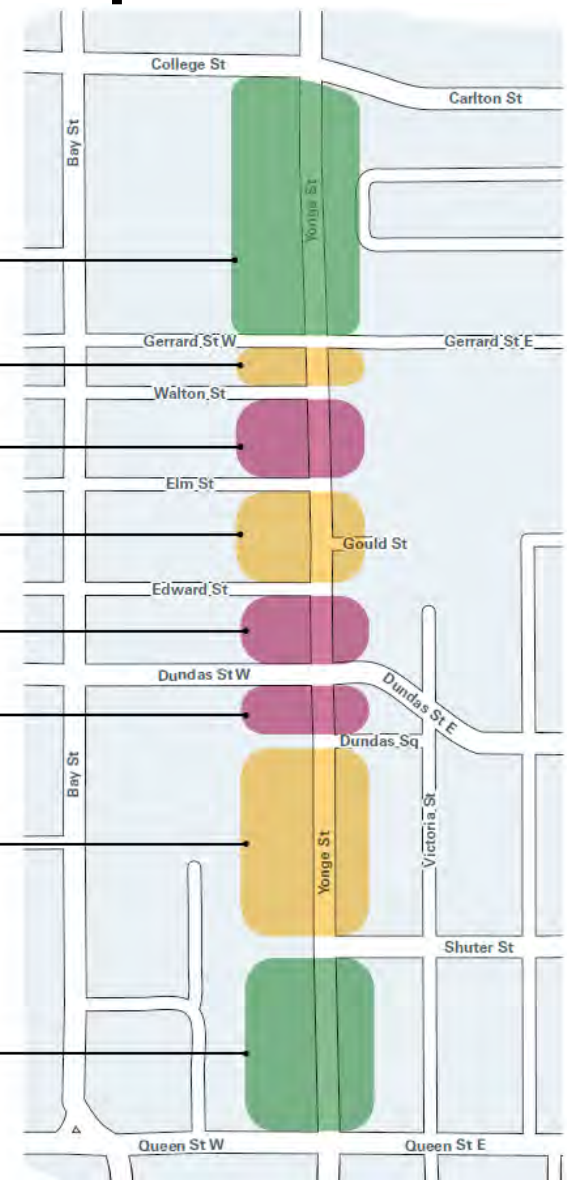 College St
Carlton St
Bay St
Yonge St
Gerrard St W
Gerrard St E
Walton St
Elm St
Gould St
Edward St
Dundas St W
Dundas St E
Dundas Sq
Bay St
Yonge St
Victoria St
Shuter St
Queen St W
Queen St E